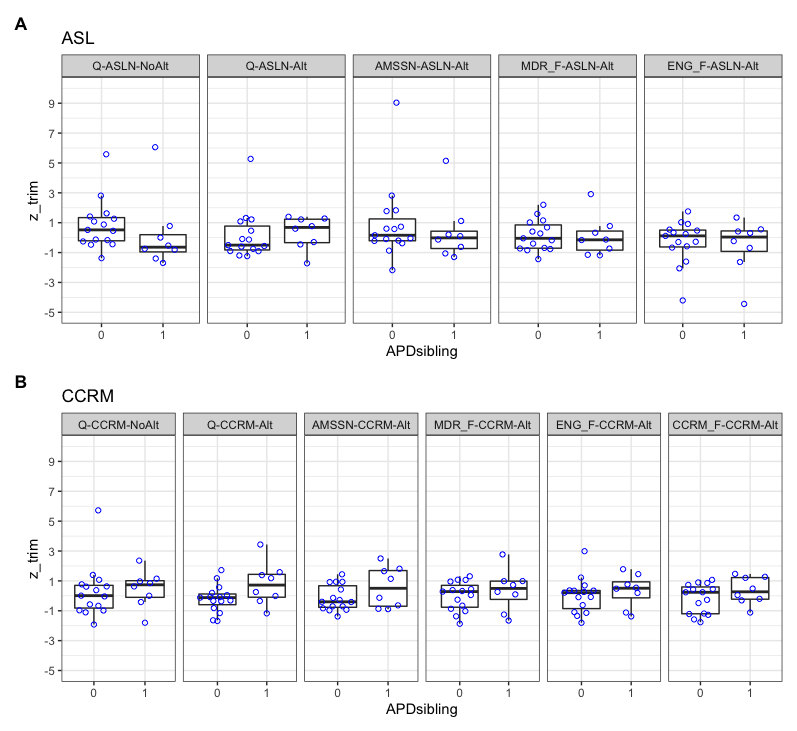 A
ASL
Q-ASLN-NoAlt Q-ASLN-Alt AMSSN-ASLN-Alt MDR_F-ASLN-Alt ENG_F-ASLN-Alt
9
7
5
3
1
-1
-3
-5
z_trim
0 1 0 1 0 1 0 1 0 1
APDsibling
B
CCRM
Q-CCRM-NoAlt Q-CCRM-Alt AMSSN-CCRM-Alt MDR_F-CCRM-Alt ENG_F-CCRM-Alt CCRM_F-CCRM-Alt
9
7
5
3
1
-1
-3
-5
z_trim
0 1 0 1 0 1 0 1 0 1 0 1
APDsibling